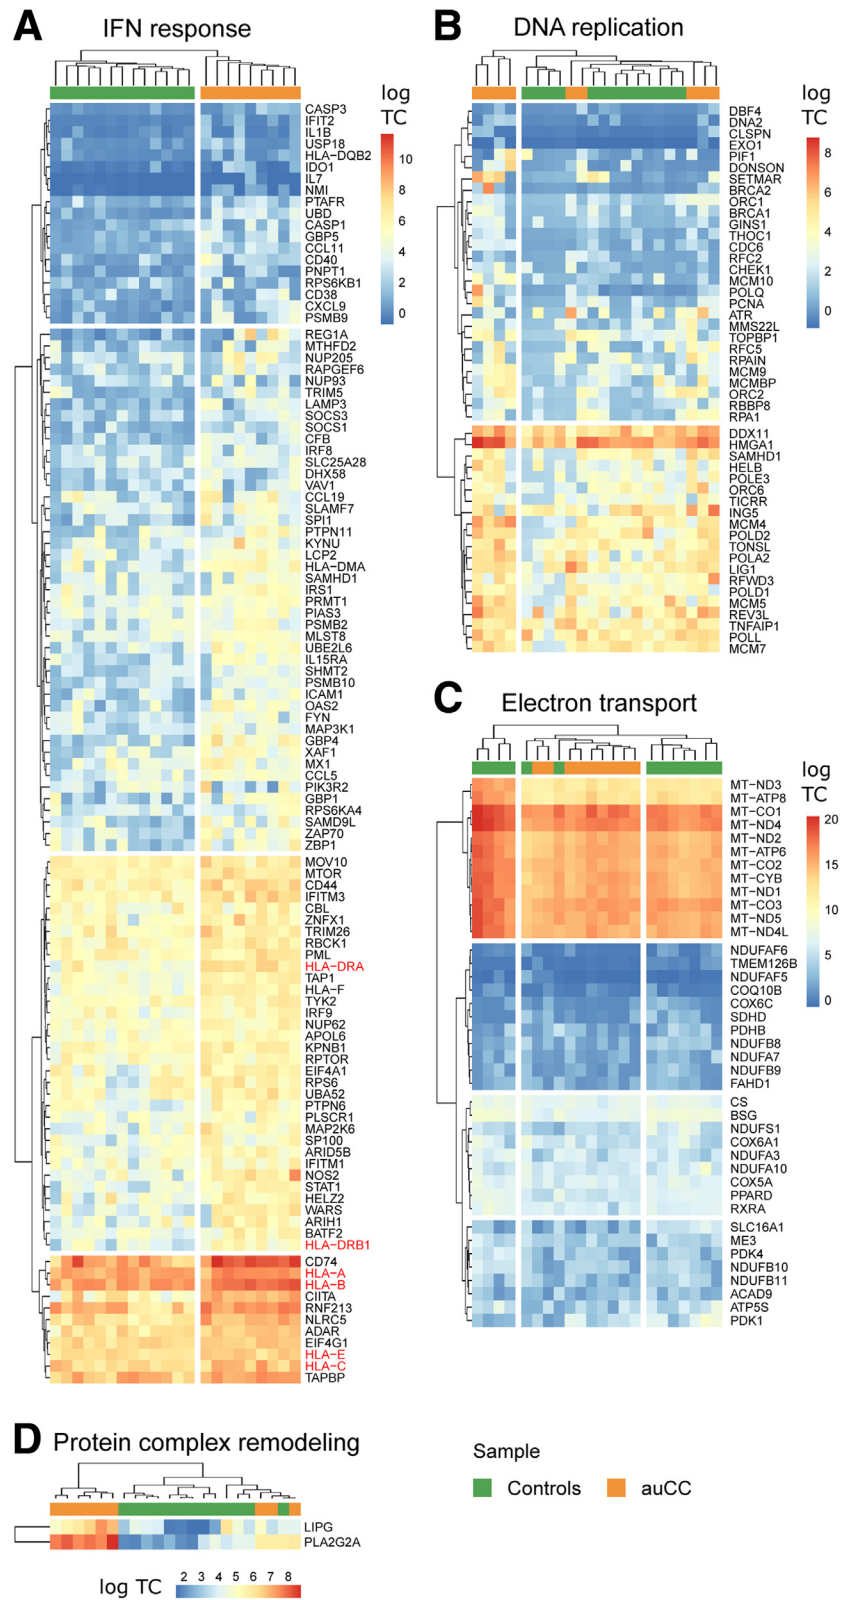 A
IFN response
CASP3
IFIT2
IL1B
USP18
HLA-DQB2
IDO1
IL7
NMI
PTAFR
UBD
CASP1
GBP5
CCL11
CD40
PNPT1
RPS6KB1
CD38
CXCL9
PSMB9
REG1A
MTHFD2
NUP205
RAPGEF6
NUP93
TRIM5
LAMP3
SOCS3
SOCS1
CFB
IRF8
SLC25A28
DHX58
VAV1
CCL19
SLAMF7
SPI1
PTPN11
KYNU
LCP2
HLA-DMA
SAMHD1
IRS1
PRMT1
PIAS3
PSMB2
MLST8
UBE2L6
IL15RA
SHMT2
PSMB10
ICAM1
OAS2
FYN
MAP3K1
GBP4
XAF1
MX1
CCL5
PIK3R2
GBP1
RPS6KA4
SAMD9L
ZAP70
ZBP1
MOV10
MTOR
CD44
IFITM3
CBL
ZNFX1
TRIM26
RBCK1
PML
HLA-DRA
TAP1
HLA-F
TYK2
IRF9
NUP62
APOL6
KPNB1
RPTOR
EIF4A1
RPS6
UBA52
PTPN6
PLSCR1
MAP2K6
SP100
ARID5B
IFITM1
NOS2
STAT1
HELZ2
WARS
ARIH1
BATF2
HLA-DRB1
CD74
HLA-A
HLA-B
CIITA
RNF213
NLRC5
ADAR
EIF4G1
HLA-E
HLA-C
TAPBP
log
TC
10
8
6
4
2
0
B
DNA replication
DBF4
DNA2
CLSPN
EXO1
PIF1
DONSON
SETMAR
BRCA2
ORC1
BRCA1
GINS1
THOC1
CDC6
RFC2
CHEK1
MCM10
POLQ
PCNA
ATR
MMS22L
TOPBP1
RFC5
RPAIN
MCM9
MCMBP
ORC2
RBBP8
RPA1
DDX11
HMGA1
SAMHD1
HELB
POLE3
ORC6
TICRR
ING5
MCM4
POLD2
TONSL
POLA2
LIG1
RFWD3
POLD1
MCM5
REV3L
TNFAIP1
POLL
MCM7
log
TC
8
6
4
2
0
C
Electron transport
MT-ND3
MT-ATP8
MT-CO1
MT-ND4
MT-ND2
MT-ATP6
MT-CO2
MT-CYB
MT-ND1
MT-CO3
MT-ND5
MT-ND4L
NDUFAF6
TMEM126B
NDUFAF5
COQ10B
COX6C
SDHD
PDHB
NDUFB8
NDUFA7
NDUFB9
FAHD1
CS
BSG
NDUFS1
COX6A1
NDUFA3
NDUFA10
COX5A
PPARD
RXRA
SLC16A1
ME3
PDK4
NDUFB10
NDUFB11
ACAD9
ATP5S
PDK1
log
TC
20
15
10
5
0
D
Protein complex remodeling
LIPG
PLA2G2A
log TC
2 3 4 5 6 7 8
Sample
Controls auCC